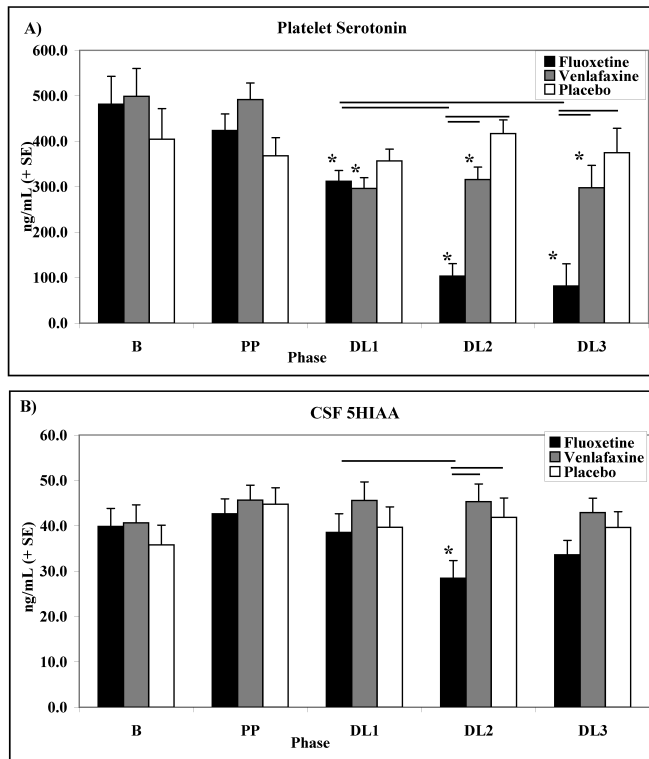 A)
Platelet Serotonin
600.0
500.0
400.0
300.0
200.0
100.0
0.0
ng/mL (+ SE)
Fluoxetine
Venlafaxine
Placebo
*
*
*
*
*
*
B PP DL1 DL2 DL3
Phase
B)
CSF 5HIAA
60.0
50.0
40.0
30.0
20.0
10.0
0.0
ng/mL (+ SE)
Fluoxetine
Venlafaxine
Placebo
*
B PP DL1 DL2 DL3
Phase